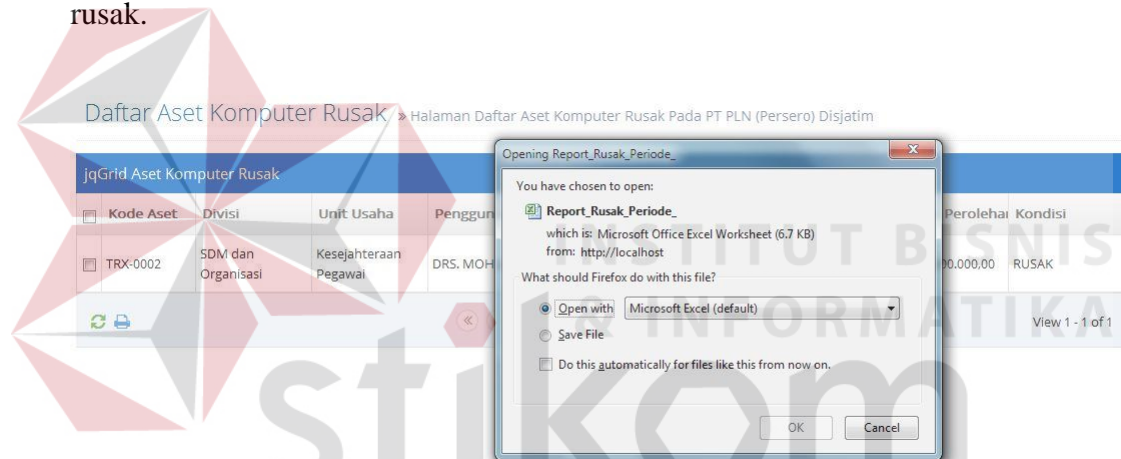 rusak.
Daftar Aset Komputer Rusak » Halaman Daftar Aset Komputer Rusak Pada PT PLN (Persero) Disjatim
jqGrid Aset Komputer Rusak
Kode Aset Divisi Unit Usaha Penggun Perolehan Kondisi
TRX-0002 SDM dan Organisasi Kesejahteraan Pegawai DRS. MOH 00.000,00 RUSAK
View 1 - 1 of 1
Opening Report_Rusak_Periode_
You have chosen to open:
Report_Rusak_Periode_
which is: Microsoft Office Excel Worksheet (6.7 KB)
from: http://localhost
What should Firefox do with this file?
Open with Microsoft Excel (default)
Save File
Do this automatically for files like this from now on.
OK Cancel
INSTITUT BISNIS
& INFORMATIKA
stikom